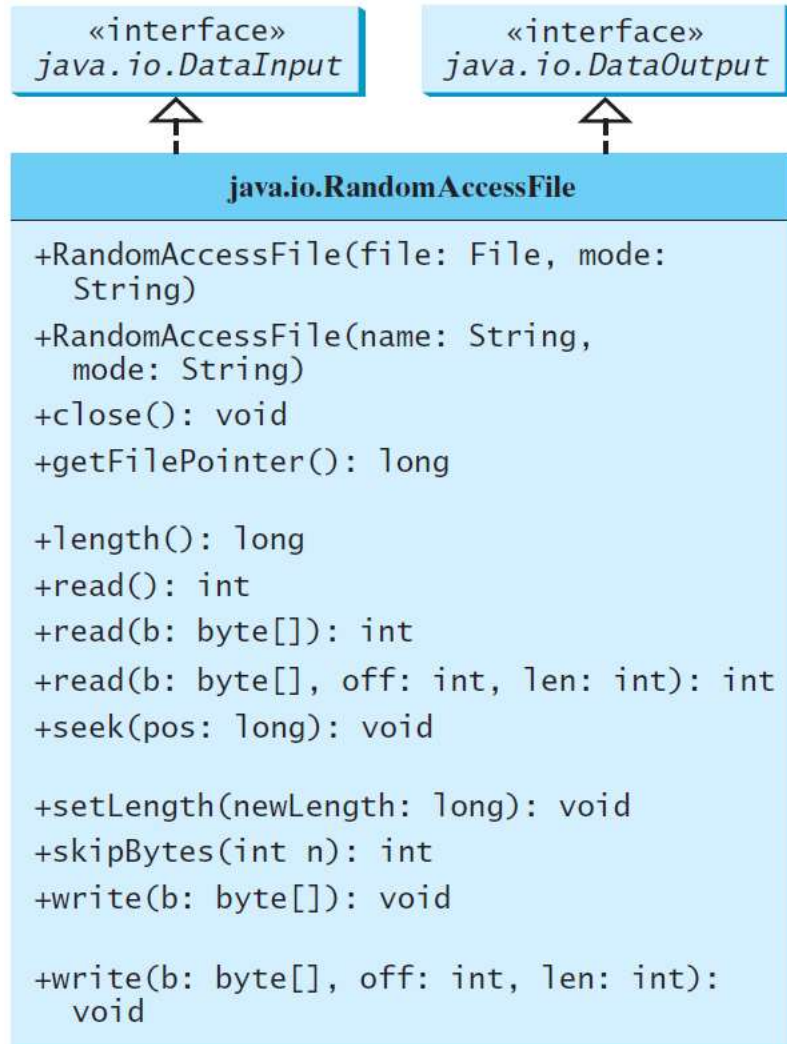 «interface»
java.io.DataInput
«interface»
java.io.DataOutput
java.io.RandomAccessFile
+RandomAccessFile(file: File, mode:
String)
+RandomAccessFile(name: String,
mode: String)
+close(): void
+getFilePointer(): long
+length(): long
+read(): int
+read(b: byte[]): int
+read(b: byte[], off: int, len: int): int
+seek(pos: long): void
+setLength(newLength: long): void
+skipBytes(int n): int
+write(b: byte[]): void
+write(b: byte[], off: int, len: int):
void